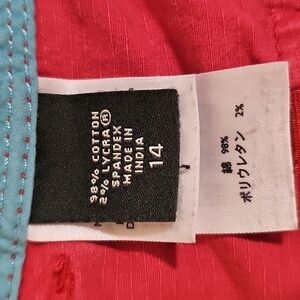 98% COTTON
2% LYCRA®
SPANDEX
MADE IN
INDIA
14
綿 98%
ポリウレタン 2%